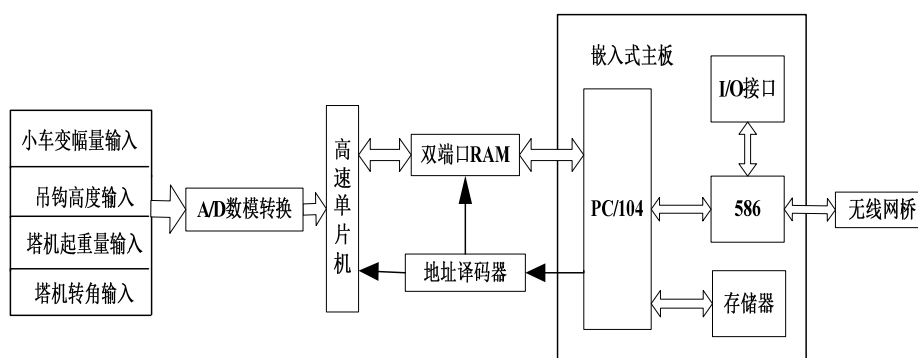 嵌入式主板
小车变幅量输入
吊钩高度输入
塔机起重量输入
塔机转角输入
A/D数模转换
高速单片机
双端口RAM
地址译码器
PC/104
I/O接口
586
存储器
无线网桥